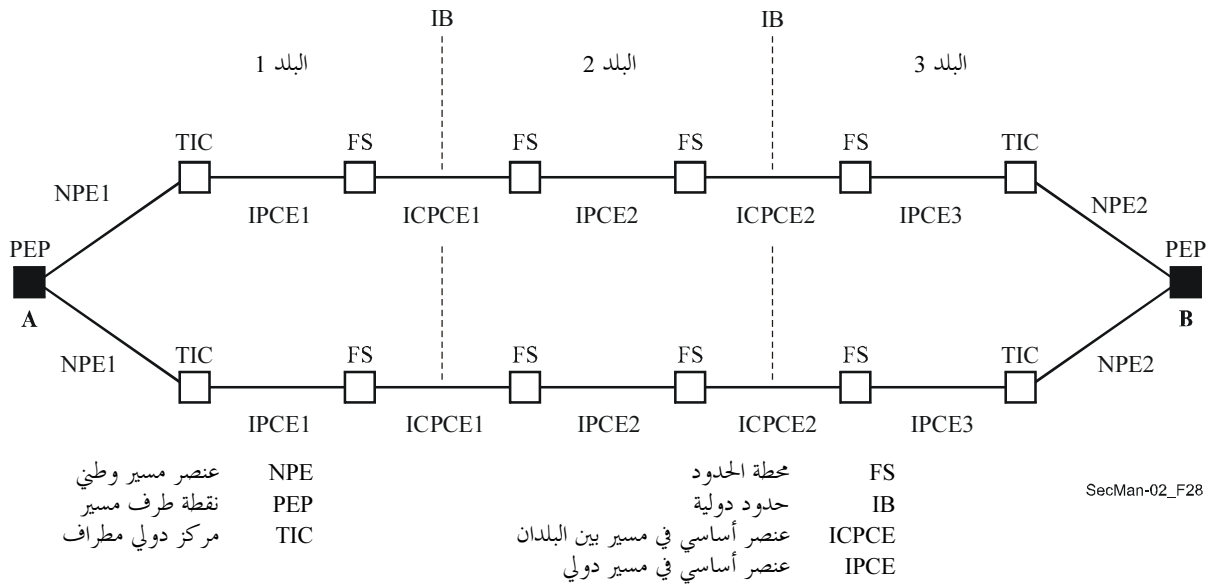 IB IB
البلد 1 البلد 2 البلد 3
TIC FS FS FS FS TIC
NPE1 IPCE1 ICPCE1 IPCE2 ICPCE2 IPCE3 NPE2
PEP PEP
A B
NPE1 TIC FS FS FS FS TIC NPE2
IPCE1 ICPCE1 IPCE2 ICPCE2 IPCE3
NPE عنصر مسير وطني
PEP نقطة طرف مسير
TIC مركز دولي مطراف
FS محطة الحدود
IB حدود دولية
ICPCE عنصر أساسي في مسير بين البلدان
IPCE عنصر أساسي في مسير دولي
SecMan-02_F28